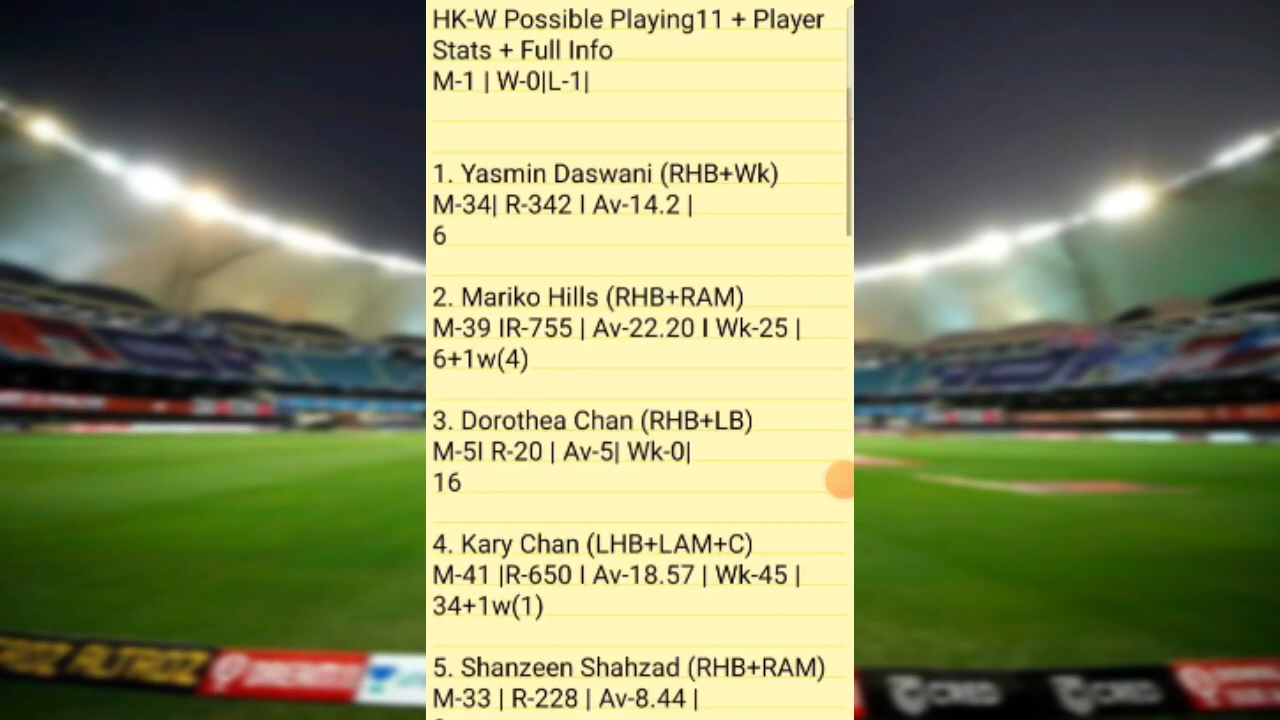 HK-W Possible Playing11 + Player
Stats + Full Info
M-1 | W-0|L-1|
1. Yasmin Daswani (RHB+Wk)
M-34| R-342 I Av-14.2 |
6
2. Mariko Hills (RHB+RAM)
M-39 IR-755 | Av-22.20 I Wk-25 |
6+1w(4)
3. Dorothea Chan (RHB+LB)
M-5I R-20 | Av-5| Wk-0|
16
4. Kary Chan (LHB+LAM+C)
M-41 |R-650 I Av-18.57 | Wk-45 |
34+1w(1)
5. Shanzeen Shahzad (RHB+RAM)
M-33 | R-228 | Av-8.44 |
CRED
CRED